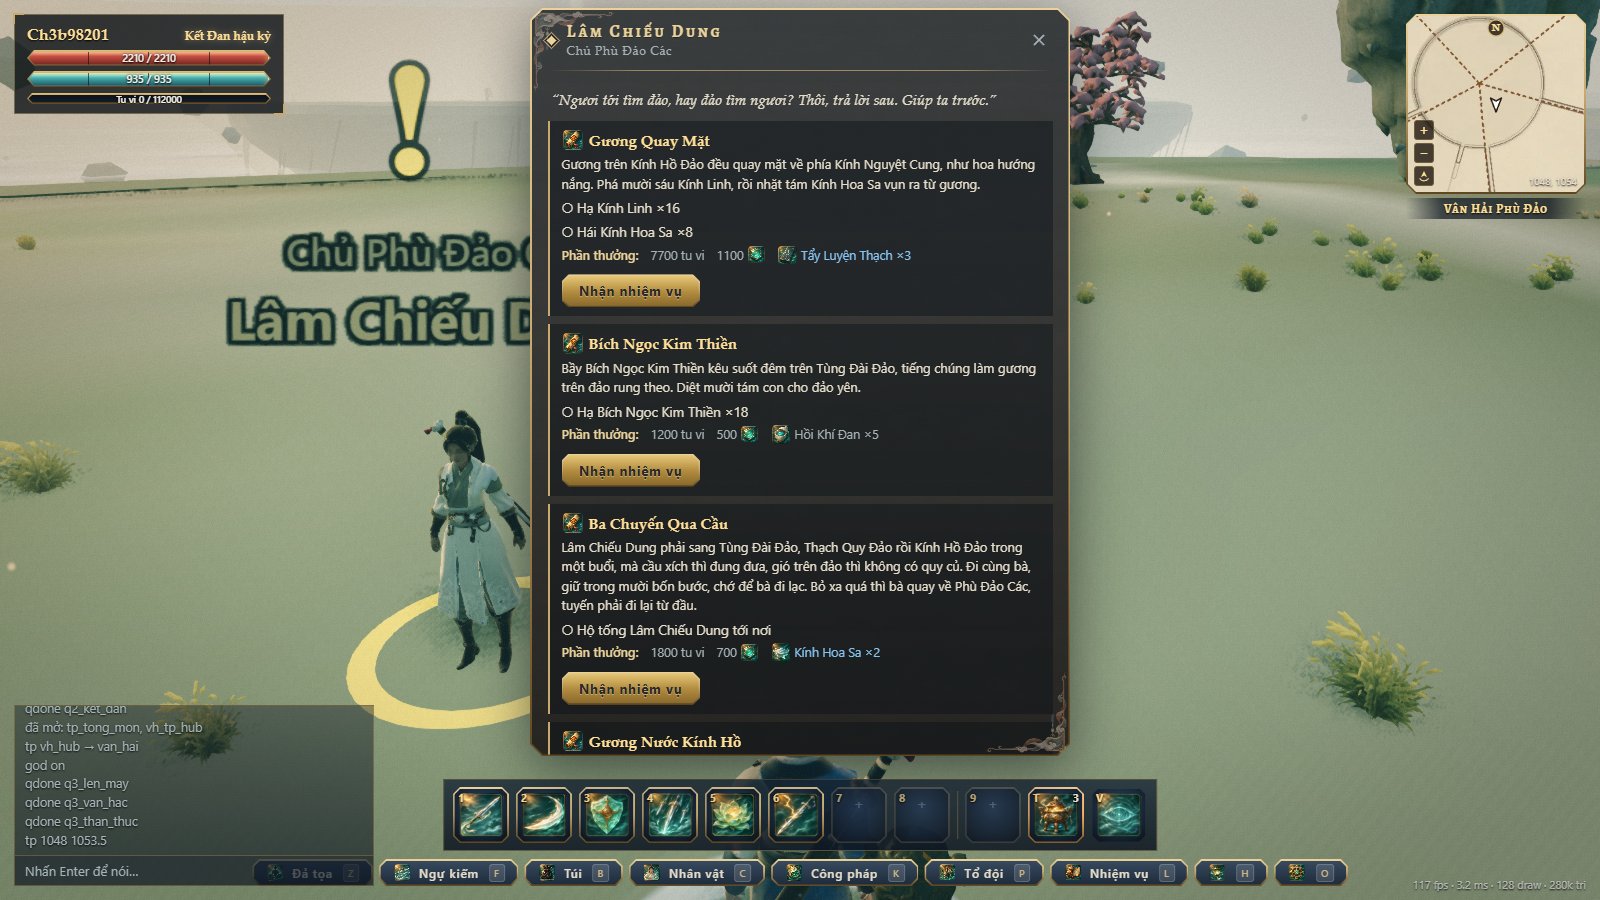 Ch3b98201
Kết Đan hậu kỳ
2210 / 2210
935 / 935
Tu vi 0 / 112000
Lâm Chiếu Dung
Chủ Phù Đảo Các
“Ngươi tới tìm đảo, hay đảo tìm ngươi? Thôi, trả lời sau. Giúp ta trước.”
Gương Quay Mặt
Gương trên Kính Hồ Đảo đều quay mặt về phía Kính Nguyệt Cung, như hoa hướng
nắng. Phá mười sáu Kính Linh, rồi nhặt tám Kính Hoa Sa vụn ra từ gương.
Hạ Kính Linh ×16
Hái Kính Hoa Sa ×8
Phần thưởng: 7700 tu vi 1100 Tẩy Luyện Thạch ×3
Nhận nhiệm vụ
Bích Ngọc Kim Thiền
Bầy Bích Ngọc Kim Thiền kêu suốt đêm trên Tùng Đài Đảo, tiếng chúng làm gương
trên đảo rung theo. Diệt mười tám con cho đảo yên.
Hạ Bích Ngọc Kim Thiền ×18
Phần thưởng: 1200 tu vi 500 Hồi Khí Đan ×5
Nhận nhiệm vụ
Ba Chuyến Qua Cầu
Lâm Chiếu Dung phải sang Tùng Đài Đảo, Thạch Quy Đảo rồi Kính Hồ Đảo trong
một buổi, mà cầu xích thì đung đưa, gió trên đảo thì không có quy củ. Đi cùng bà,
giữ trong mười bốn bước, chớ để bà đi lạc. Bỏ xa quá thì bà quay về Phù Đảo Các,
tuyến phải đi lại từ đầu.
Hộ tống Lâm Chiếu Dung tới nơi
Phần thưởng: 1800 tu vi 700 Kính Hoa Sa ×2
Nhận nhiệm vụ
Gương Nước Kính Hồ
Chủ Phù Đảo
Lâm Chiếu D
N
+
−
1048, 1054
Vân Hải Phù Đảo
qdone q2_ket_dan
đã mở: tp_tong_mon, vh_tp_hub
tp vh_hub → van_hai
god on
qdone q3_len_may
qdone q3_van_hac
qdone q3_than_thuc
tp 1048 1053.5
Nhấn Enter để nói...
1 2 3 4 5 6 7 + 8 + 9 + T 3 V
Đả tọa Z
Ngự kiếm F
Túi B
Nhân vật C
Công pháp K
Tổ đội P
Nhiệm vụ L
H
O
117 fps · 3.2 ms · 128 draw · 280k tri